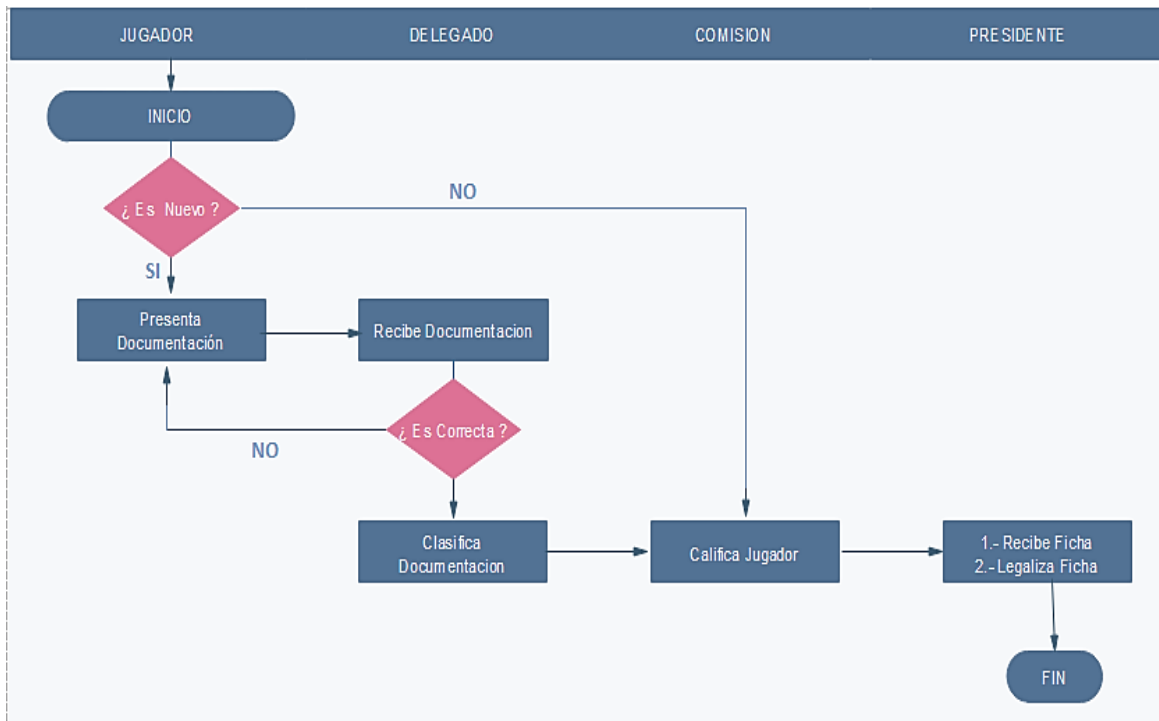 JUGADOR
DELEGADO
COMISION
PRESIDENTE
INICIO
¿ Es Nuevo ?
NO
SI
Presenta
Documentación
Recibe Documentacion
¿ Es Correcta ?
NO
Clasifica
Documentacion
Califica Jugador
1.- Recibe Ficha
2.- Legaliza Ficha
FIN